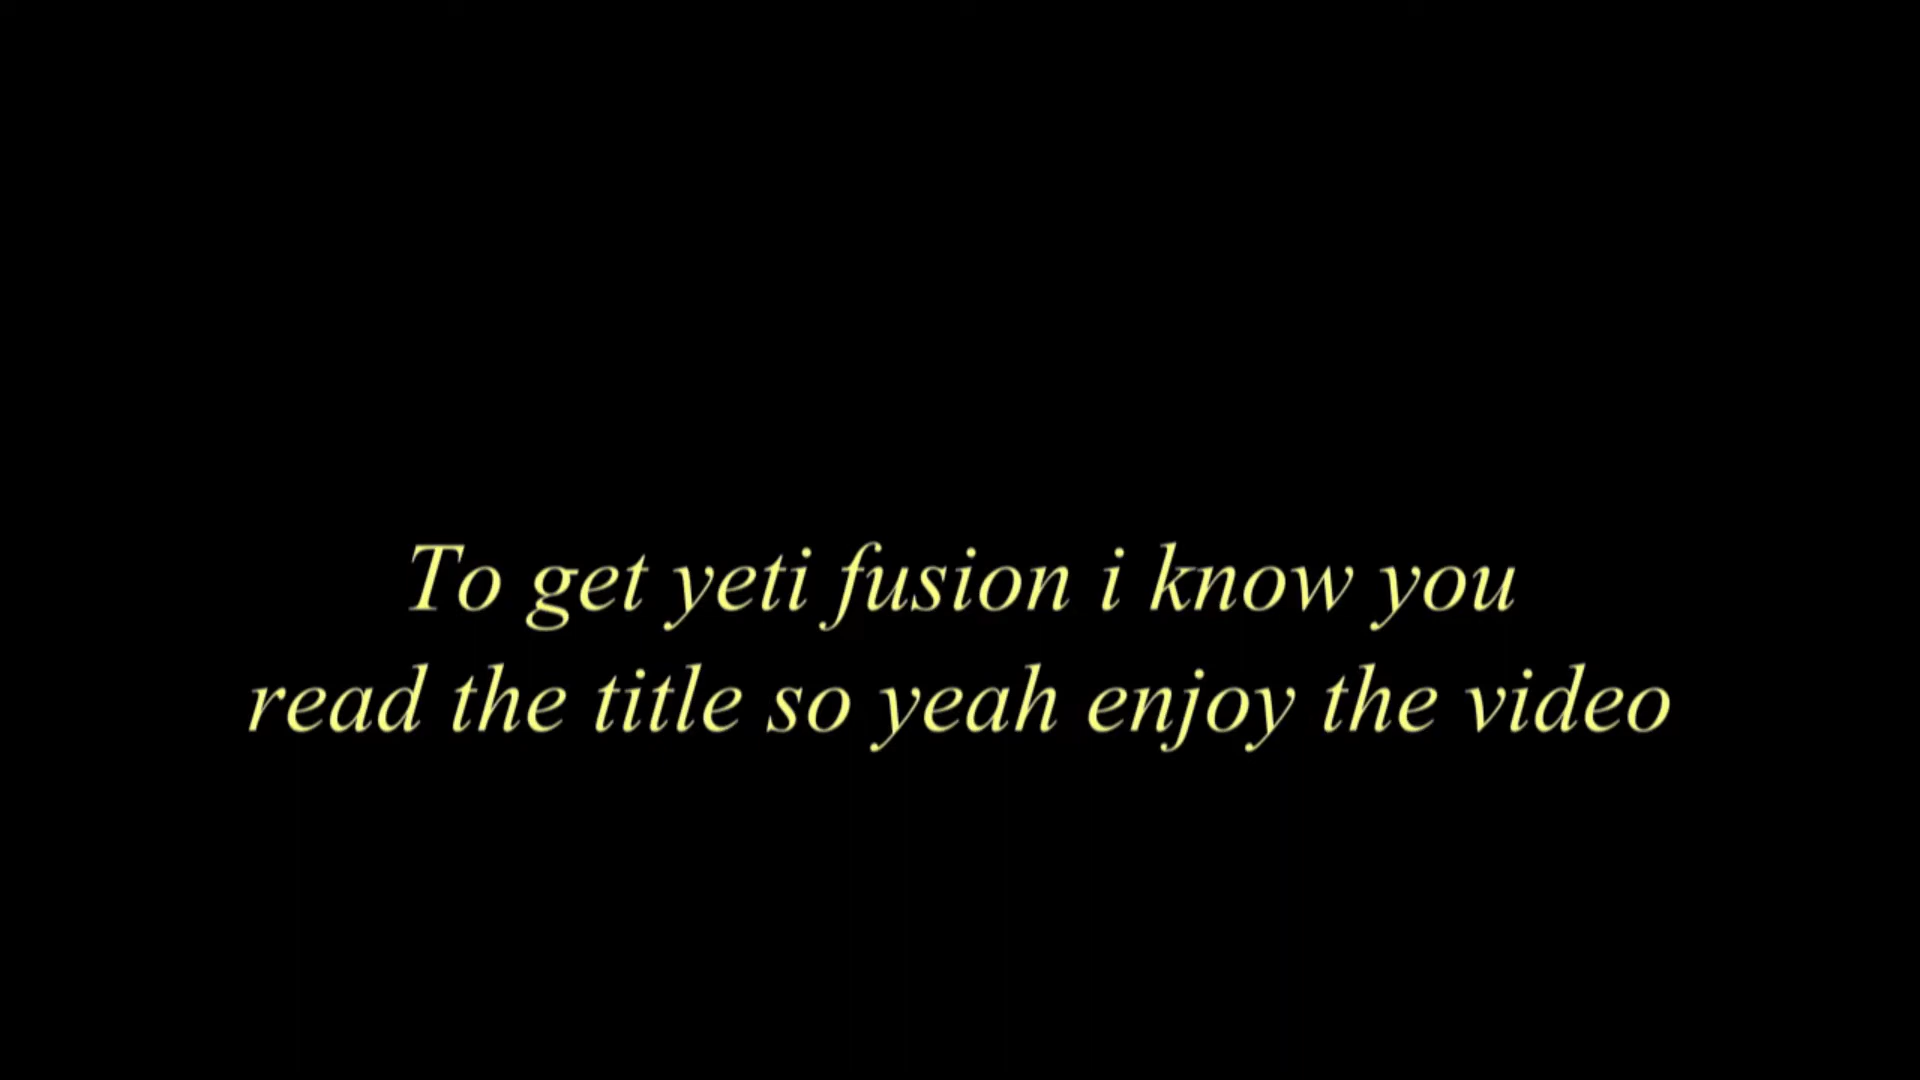 To get yeti fusion i know you
read the title so yeah enjoy the video